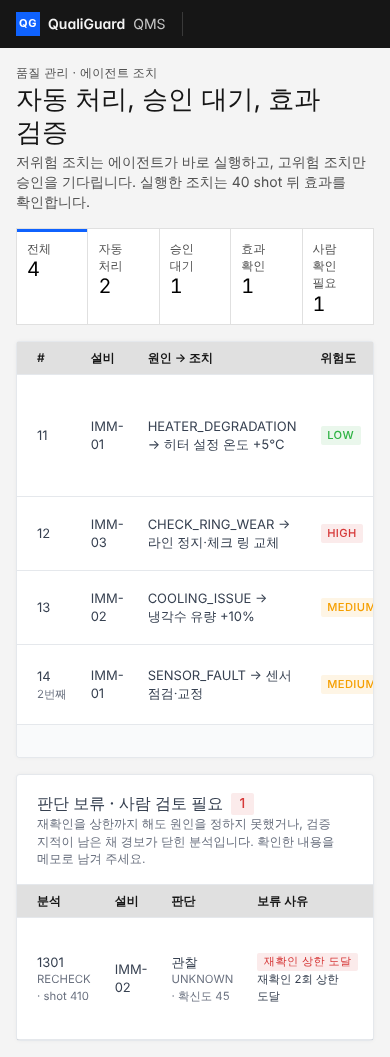 QG QualiGuard QMS
품질 관리 · 에이전트 조치
자동 처리, 승인 대기, 효과
검증
저위험 조치는 에이전트가 바로 실행하고, 고위험 조치만
승인을 기다립니다. 실행한 조치는 40 shot 뒤 효과를
확인합니다.
전체
4
자동
처리
2
승인
대기
1
효과
확인
1
사람
확인
필요
1
# 설비 원인 → 조치 위험도
11 IMM-
01 HEATER_DEGRADATION
→ 히터 설정 온도 +5°C LOW
12 IMM-
03 CHECK_RING_WEAR →
라인 정지·체크 링 교체 HIGH
13 IMM-
02 COOLING_ISSUE →
냉각수 유량 +10% MEDIUM
14
2번째 IMM-
01 SENSOR_FAULT → 센서
점검·교정 MEDIUM
판단 보류 · 사람 검토 필요 1
재확인을 상한까지 해도 원인을 정하지 못했거나, 검증
지적이 남은 채 경보가 닫힌 분석입니다. 확인한 내용을
메모로 남겨 주세요.
분석 설비 판단 보류 사유
1301
RECHECK
· shot 410
IMM-
02
관찰
UNKNOWN
· 확신도 45
재확인 상한 도달
재확인 2회 상한
도달